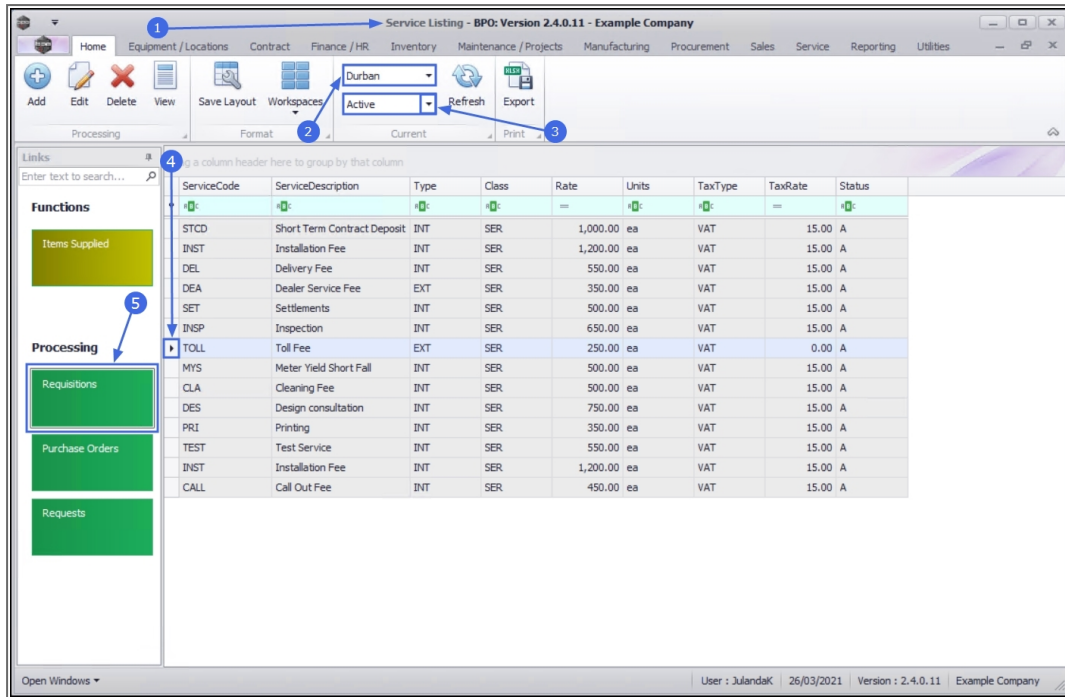 Service Listing - BPO: Version 2.4.0.11 - Example Company
1
Home Equipment / Locations Contract Finance / HR Inventory Maintenance / Projects Manufacturing Procurement Sales Service Reporting Utilities
Add Edit Delete View Save Layout Workspaces Durban Active Refresh Export
Processing Format Current Print
2 3
Links
Enter text to search...
4
g a column header here to group by that column
ServiceCode ServiceDescription Type Class Rate Units TaxType TaxRate Status
Functions
Items Supplied
STCD Short Term Contract Deposit INT SER 1,000.00 ea VAT 15.00 A
INST Installation Fee INT SER 1,200.00 ea VAT 15.00 A
DEL Delivery Fee INT SER 550.00 ea VAT 15.00 A
DEA Dealer Service Fee EXT SER 350.00 ea VAT 15.00 A
SET Settlements INT SER 500.00 ea VAT 15.00 A
5
INSP Inspection INT SER 650.00 ea VAT 15.00 A
Processing
TOLL Toll Fee EXT SER 250.00 ea VAT 0.00 A
MYS Meter Yield Short Fall INT SER 500.00 ea VAT 15.00 A
Requisitions
CLA Cleaning Fee INT SER 500.00 ea VAT 15.00 A
DES Design consultation INT SER 750.00 ea VAT 15.00 A
PRI Printing INT SER 350.00 ea VAT 15.00 A
Purchase Orders
TEST Test Service INT SER 550.00 ea VAT 15.00 A
INST Installation Fee INT SER 1,200.00 ea VAT 15.00 A
CALL Call Out Fee INT SER 450.00 ea VAT 15.00 A
Requests
Open Windows User : JulandaK 26/03/2021 Version : 2.4.0.11 Example Company